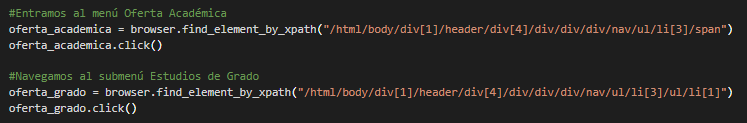 #Entramos al menú Oferta Académica
oferta_academica = browser.find_element_by_xpath("/html/body/div[1]/header/div[4]/div/div/div/nav/ul/li[3]/span")
oferta_academica.click()
#Navegamos al submenú Estudios de Grado
oferta_grado = browser.find_element_by_xpath("/html/body/div[1]/header/div[4]/div/div/div/nav/ul/li[3]/ul/li[1]")
oferta_grado.click()